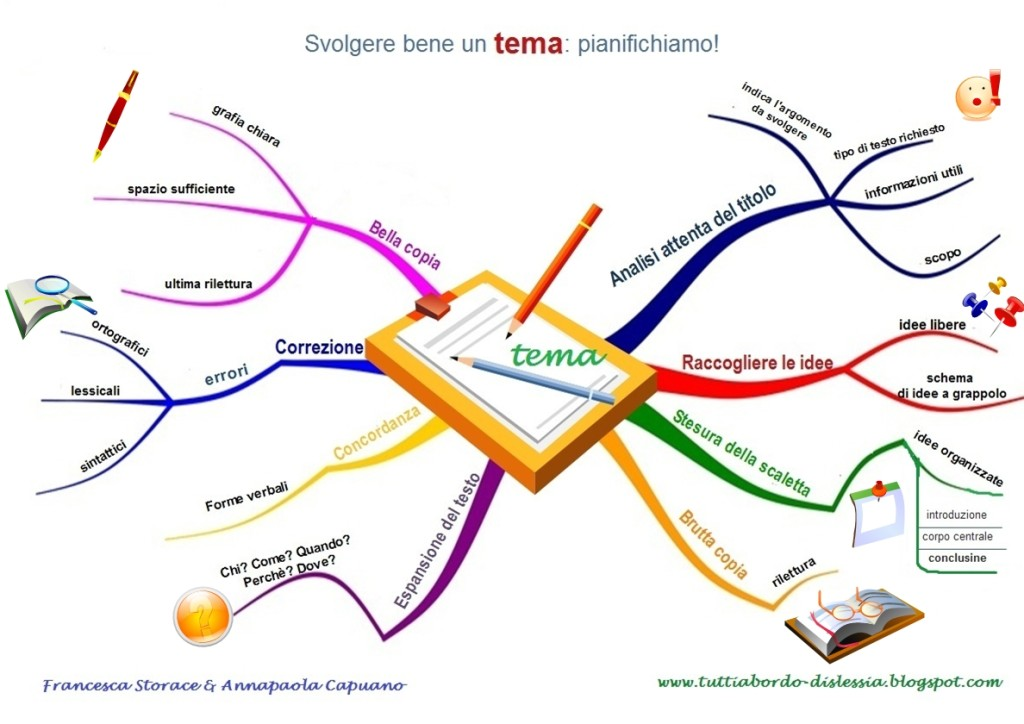 Svolgere bene un tema: pianifichiamo!
tema
Analisi attenta del titolo
indica l'argomento
da svolgere
tipo di testo richiesto
informazioni utili
scopo
Raccogliere le idee
idee libere
schema
di idee a grappolo
Stesura della scaletta
idee organizzate
introduzione
corpo centrale
conclusine
Brutta copia
rilettura
Espansione del testo
Chi? Come? Quando?
Perchè? Dove?
Concordanza
Forme verbali
Correzione
errori
ortografici
lessicali
sintattici
Bella copia
grafia chiara
spazio sufficiente
ultima rilettura
Francesca Storace & Annapaola Capuano
www.tuttiabordo-dislessia.blogspot.com